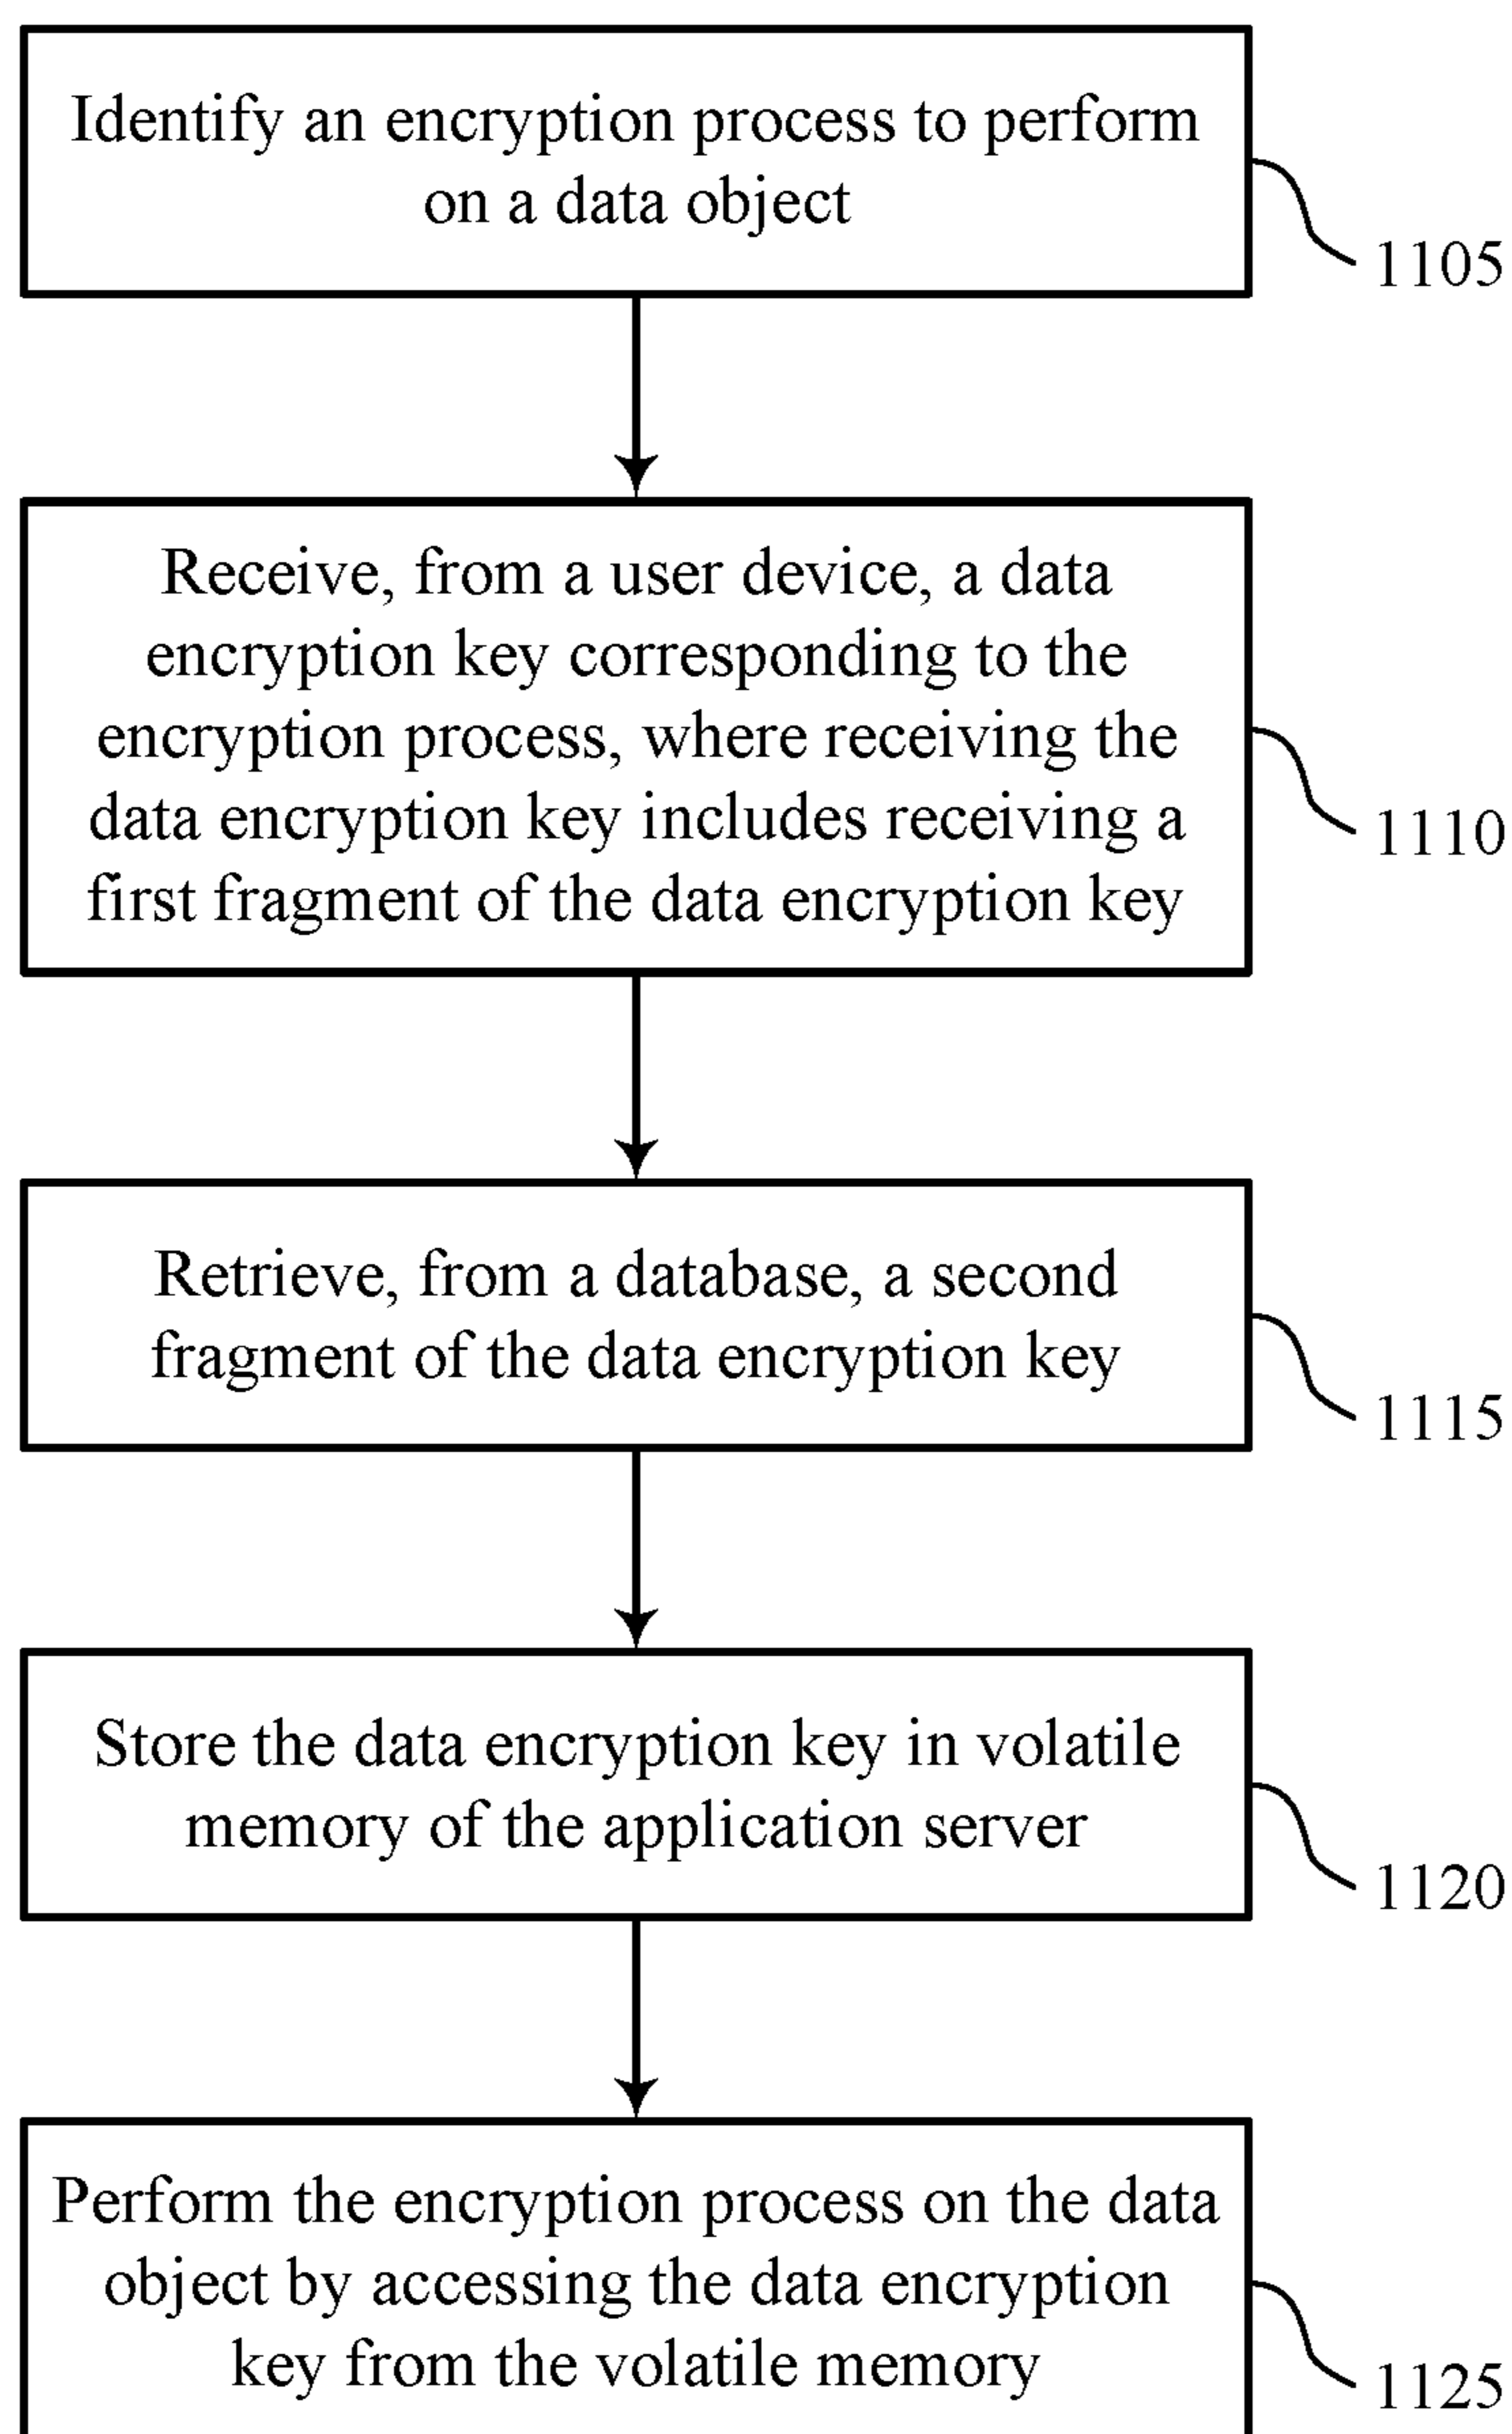 Identify an encryption process to perform
on a data object
1105
Receive, from a user device, a data
encryption key corresponding to the
encryption process, where receiving the
data encryption key includes receiving a
first fragment of the data encryption key
1110
Retrieve, from a database, a second
fragment of the data encryption key
1115
Store the data encryption key in volatile
memory of the application server
1120
Perform the encryption process on the data
object by accessing the data encryption
key from the volatile memory
1125